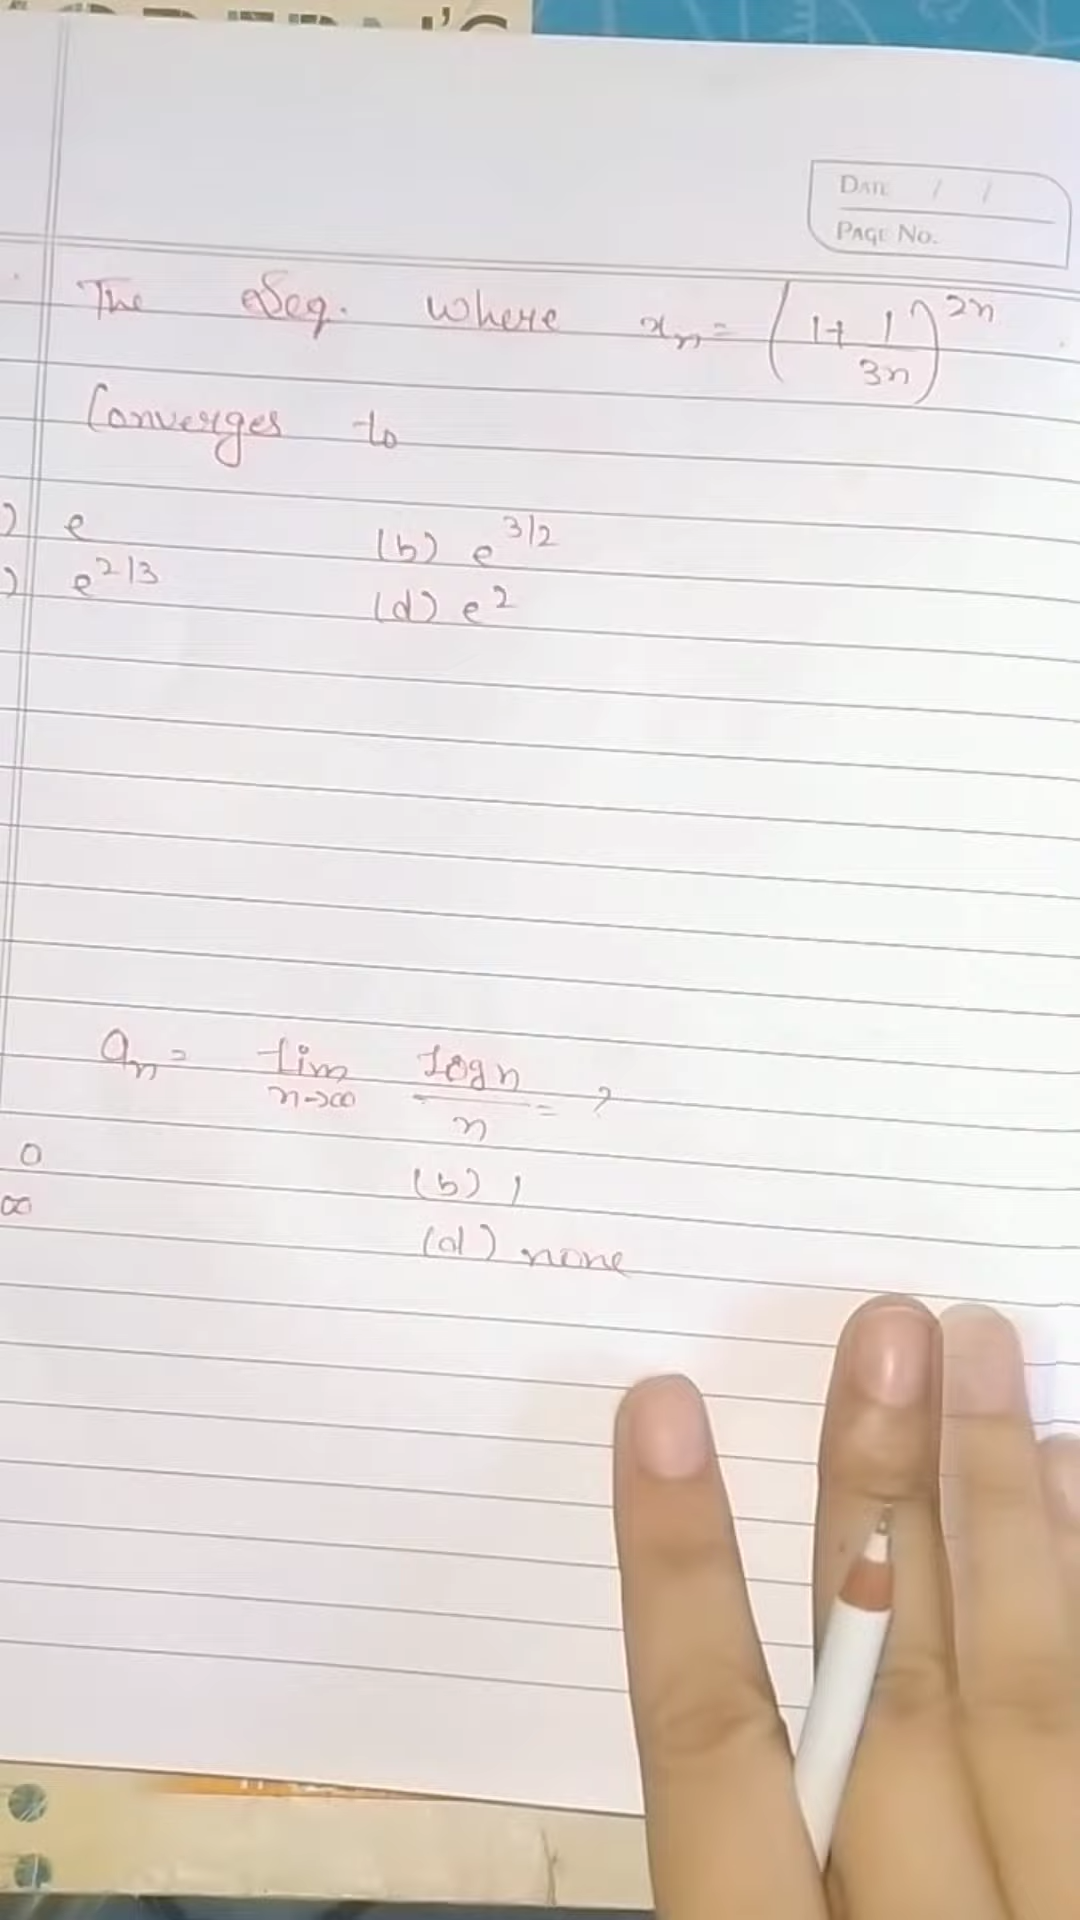 DATE / /
PAGE NO.
The Seq. where xₙ = (1 + 1/3n)^2n
Converges to
) e (b) e^3/2
) e^2/3 (d) e^2
aₙ = lim n→∞ log n / n = ?
0 (b) 1
∞ (d) none